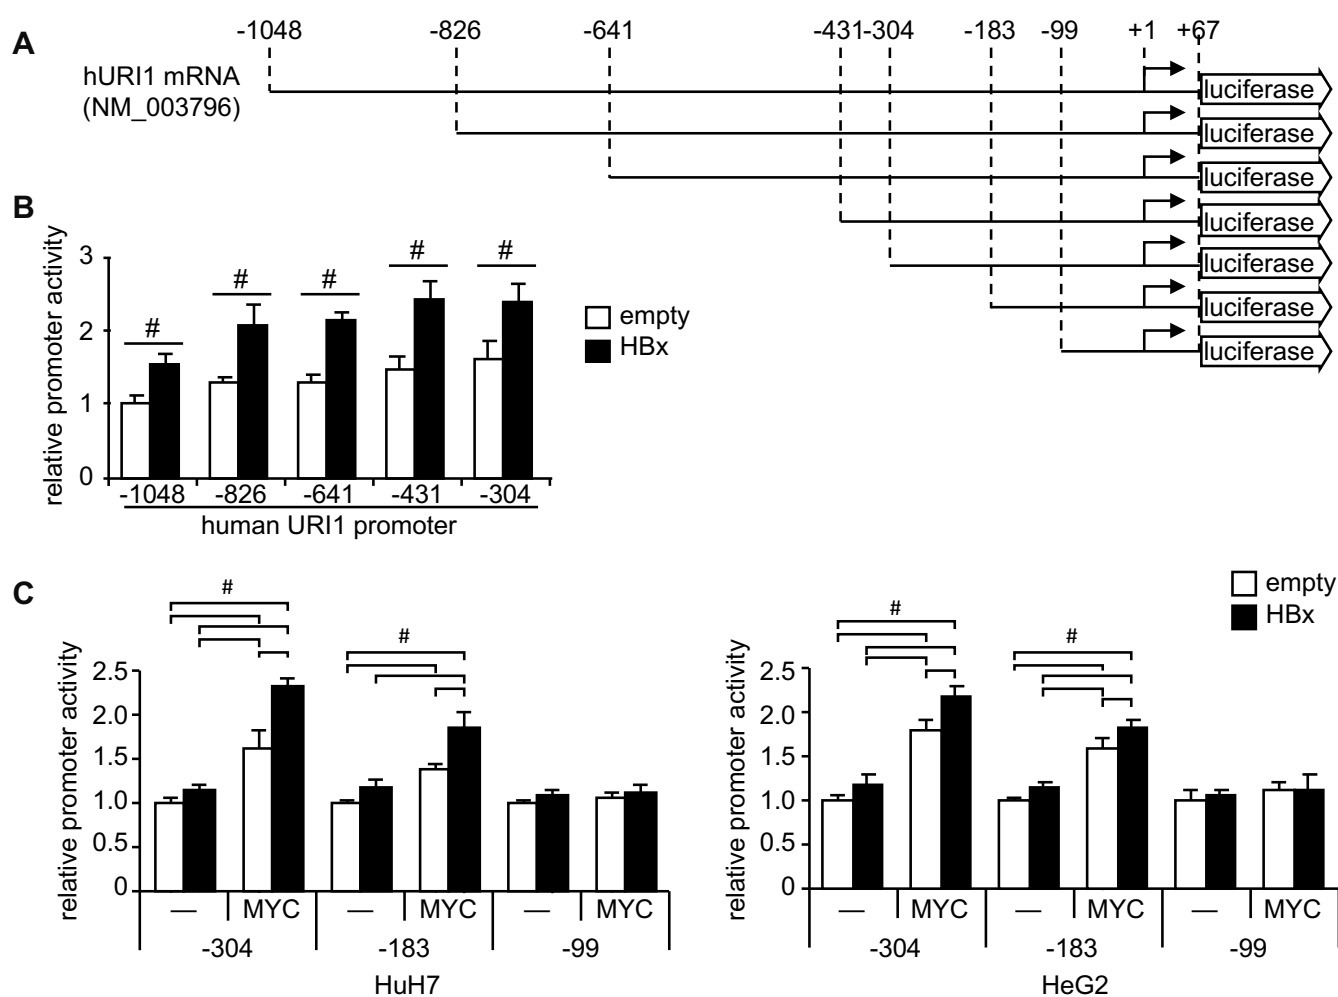 A
-1048 -826 -641 -431 -304 -183 -99 +1 +67
hURI1 mRNA
(NM_003796)
luciferase
luciferase
luciferase
luciferase
luciferase
luciferase
luciferase
B
relative promoter activity
3
2
1
0
# # # # #
empty
HBx
-1048 -826 -641 -431 -304
human URI1 promoter
C
empty
HBx
relative promoter activity
2.5
2.0
1.5
1.0
0.5
0
# #
— MYC — MYC — MYC
-304 -183 -99
HuH7
relative promoter activity
2.5
2.0
1.5
1.0
0.5
0
# #
— MYC — MYC — MYC
-304 -183 -99
HeG2